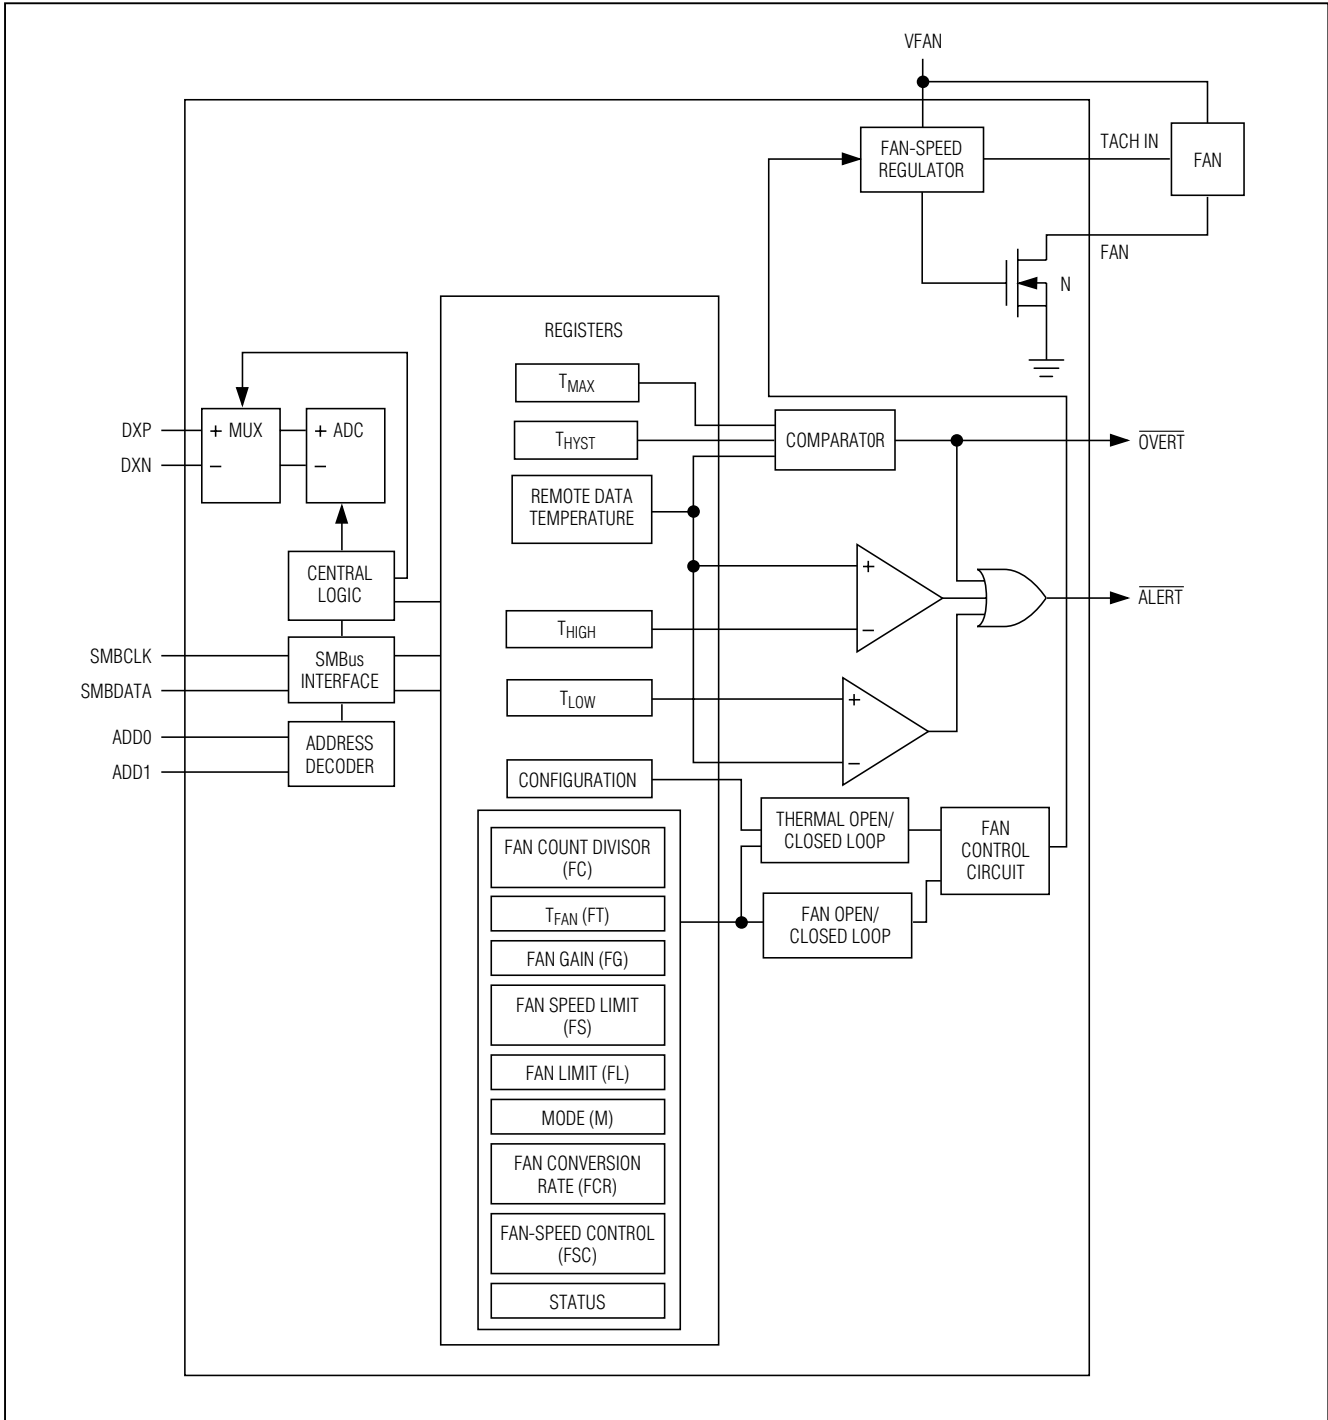 VFAN
FAN-SPEED
REGULATOR
TACH IN
FAN
FAN
N
REGISTERS
TMAX
THYST
REMOTE DATA
TEMPERATURE
COMPARATOR
OVERT
DXP
DXN
+ MUX
−
+ ADC
−
CENTRAL
LOGIC
+
−
ALERT
THIGH
SMBCLK
SMBDATA
SMBus
INTERFACE
TLOW
+
−
ADD0
ADD1
ADDRESS
DECODER
CONFIGURATION
THERMAL OPEN/
CLOSED LOOP
FAN
CONTROL
CIRCUIT
FAN OPEN/
CLOSED LOOP
FAN COUNT DIVISOR
(FC)
TFAN (FT)
FAN GAIN (FG)
FAN SPEED LIMIT
(FS)
FAN LIMIT (FL)
MODE (M)
FAN CONVERSION
RATE (FCR)
FAN-SPEED CONTROL
(FSC)
STATUS